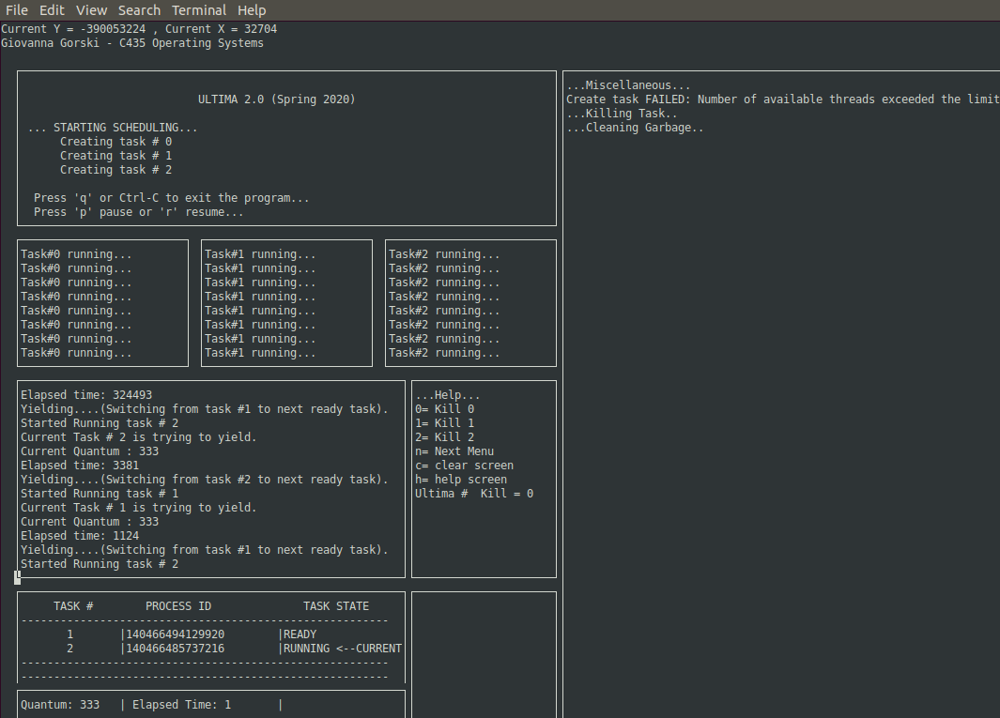 File Edit View Search Terminal Help
Current Y = -390053224 , Current X = 32704
Giovanna Gorski - C435 Operating Systems
ULTIMA 2.0 (Spring 2020)
... STARTING SCHEDULING...
Creating task # 0
Creating task # 1
Creating task # 2
Press 'q' or Ctrl-C to exit the program...
Press 'p' pause or 'r' resume...
...Miscellaneous...
Create task FAILED: Number of available threads exceeded the limit
...Killing Task..
...Cleaning Garbage..
Task#0 running...
Task#0 running...
Task#0 running...
Task#0 running...
Task#0 running...
Task#0 running...
Task#0 running...
Task#0 running...
Task#1 running...
Task#1 running...
Task#1 running...
Task#1 running...
Task#1 running...
Task#1 running...
Task#1 running...
Task#1 running...
Task#2 running...
Task#2 running...
Task#2 running...
Task#2 running...
Task#2 running...
Task#2 running...
Task#2 running...
Task#2 running...
Elapsed time: 324493
Yielding....(Switching from task #1 to next ready task).
Started Running task # 2
Current Task # 2 is trying to yield.
Current Quantum : 333
Elapsed time: 3381
Yielding....(Switching from task #2 to next ready task).
Started Running task # 1
Current Task # 1 is trying to yield.
Current Quantum : 333
Elapsed time: 1124
Yielding....(Switching from task #1 to next ready task).
Started Running task # 2
...Help...
0= Kill 0
1= Kill 1
2= Kill 2
n= Next Menu
c= clear screen
h= help screen
Ultima #  Kill = 0
TASK # PROCESS ID TASK STATE
--------------------------------------------------------
1 |140466494129920 |READY
2 |140466485737216 |RUNNING <--CURRENT
--------------------------------------------------------
--------------------------------------------------------
Quantum: 333 | Elapsed Time: 1 |